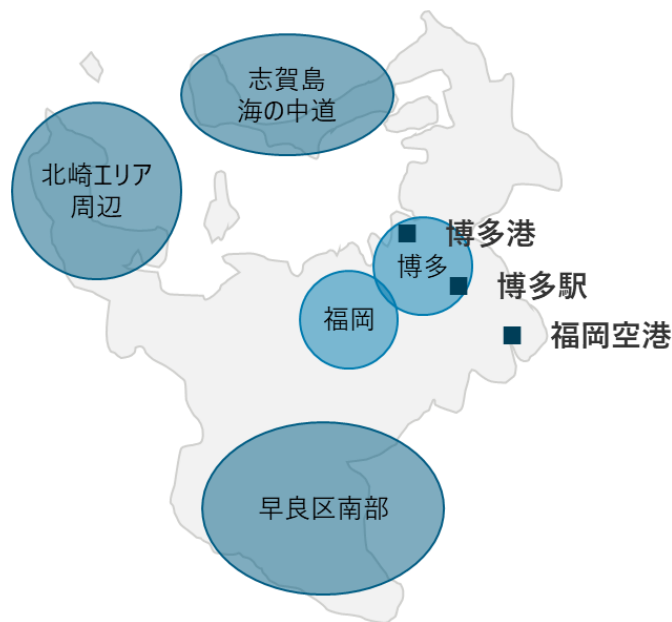 志賀島
海の中道
北崎エリア
周辺
博多港
博多
博多駅
福岡
福岡空港
早良区南部